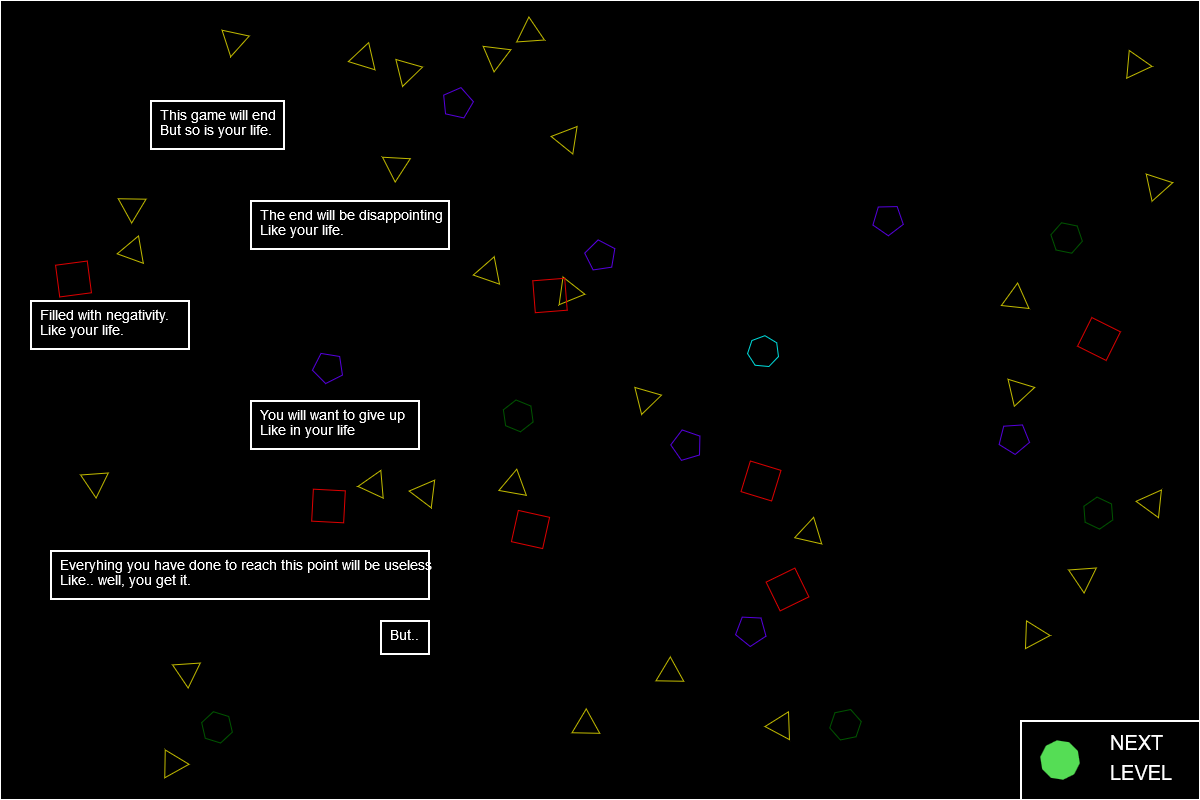 This game will end
But so is your life.
The end will be disappointing
Like your life.
Filled with negativity.
Like your life.
You will want to give up
Like in your life
Everyhing you have done to reach this point will be useless
Like.. well, you get it.
But..
NEXT
LEVEL